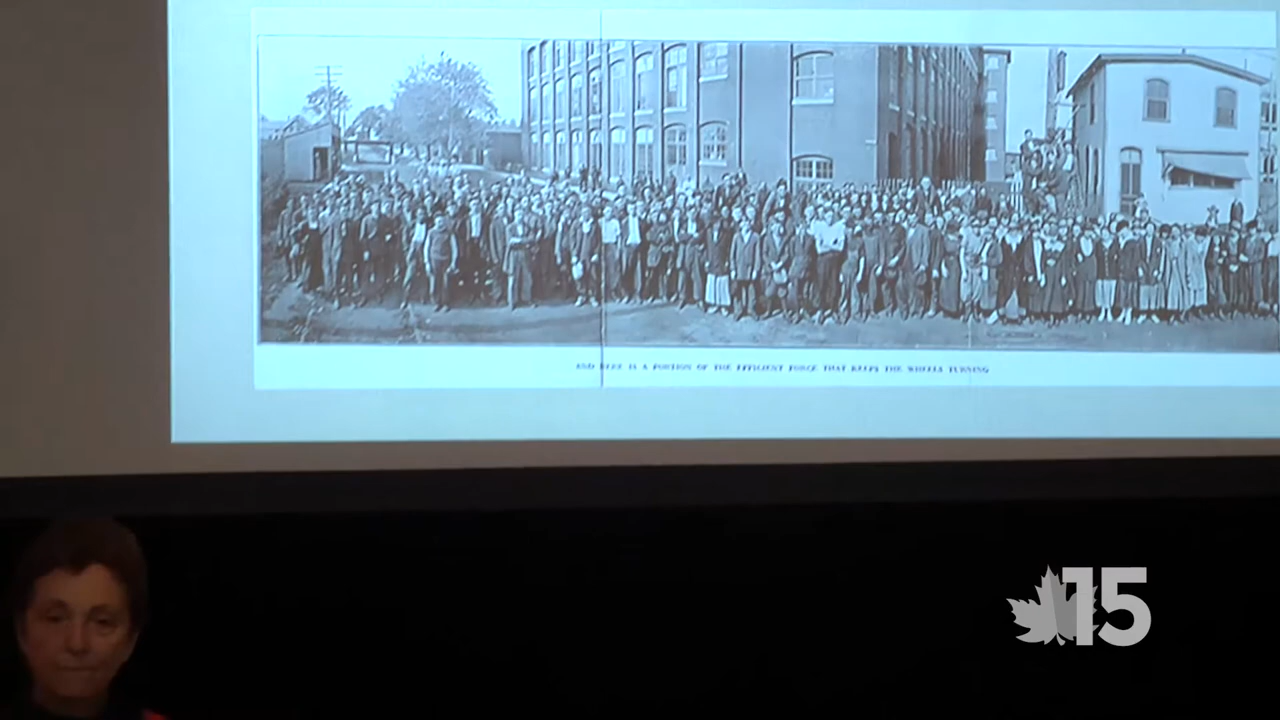 AND HERE IS A PORTION OF THE EFFICIENT FORCE THAT KEEPS THE WHEELS TURNING
15